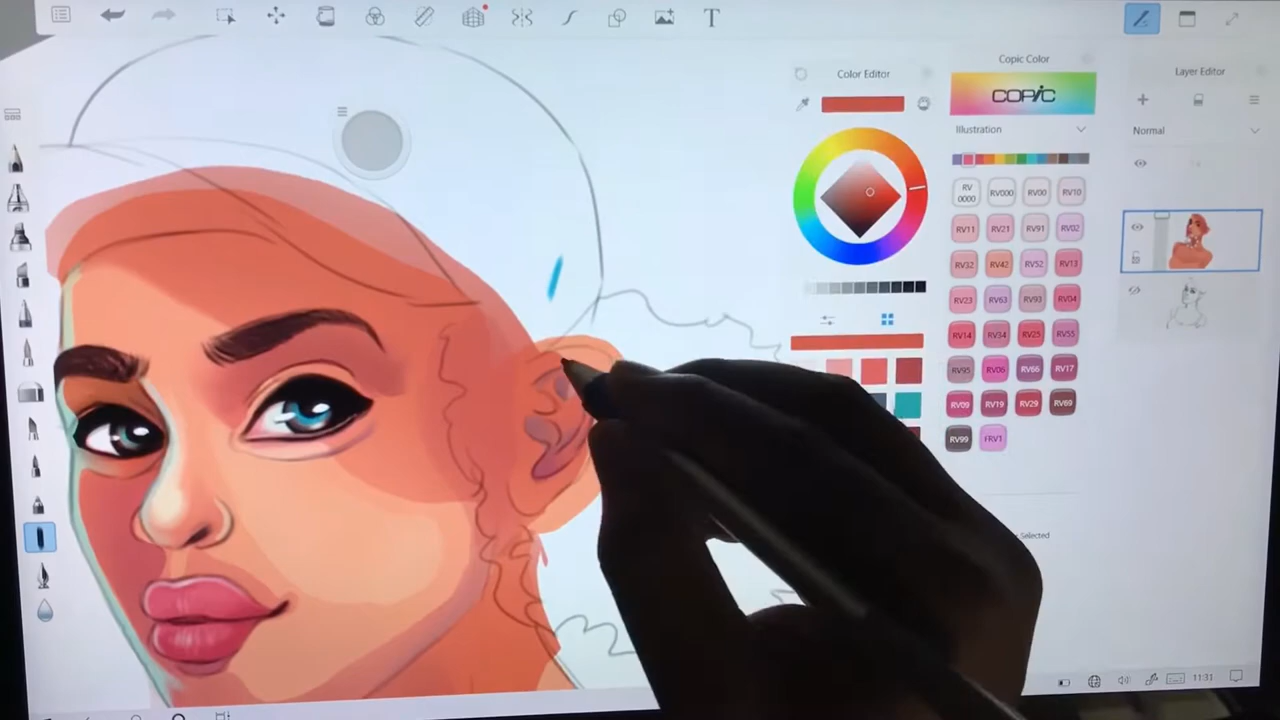 T
Copic Color
Color Editor
Layer Editor
COPIC
Illustration
Normal
RV
0000
RV000
RV00
RV10
RV11
RV21
RV91
RV02
RV32
RV42
RV52
RV13
RV23
RV63
RV93
RV04
RV14
RV34
RV25
RV55
RV95
RV06
RV66
RV17
RV09
RV19
RV29
RV69
RV99
FRV1
Selected
11:31